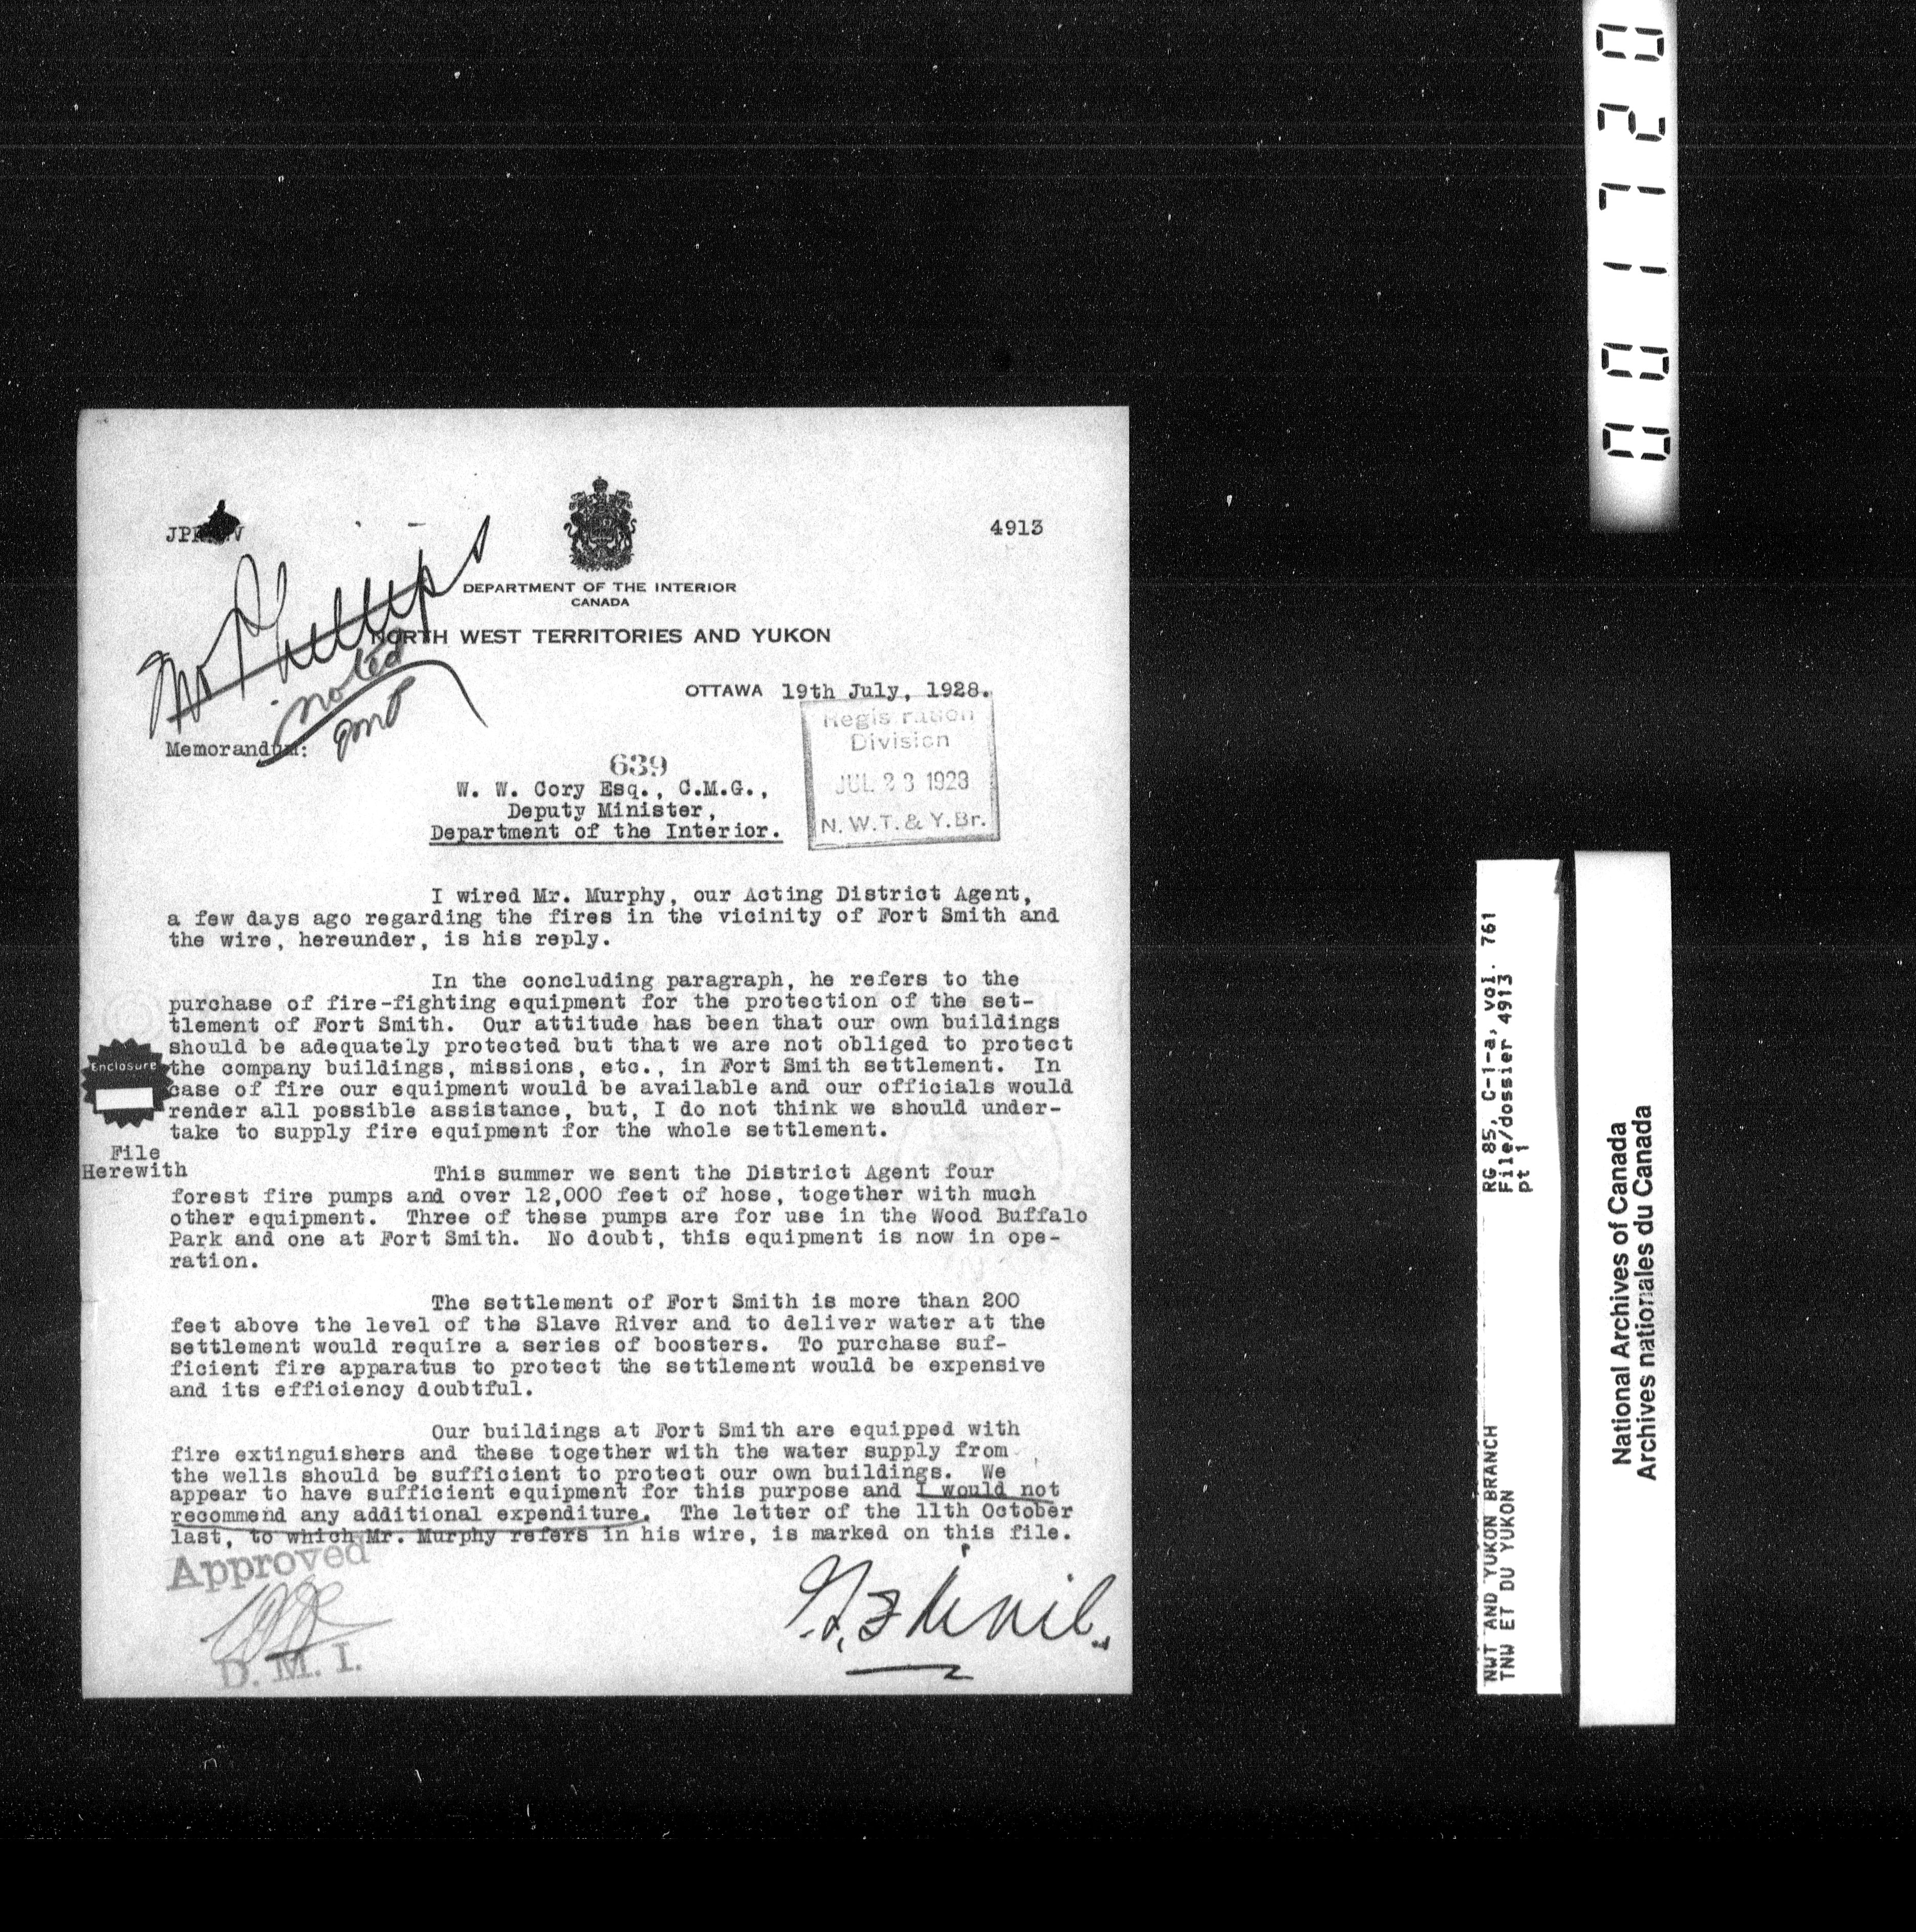 4913
Mr Phillips
DEPARTMENT OF THE INTERIOR
CANADA
NORTH WEST TERRITORIES AND YUKON
noted
OTTAWA 19th July, 1928.
Registration
Division
JUL 23 1928
N. W. T. & Y. Br.
Memorandum:
639
W. W. Cory Esq., C.M.G.,
Deputy Minister,
Department of the Interior.
I wired Mr. Murphy, our Acting District Agent,
a few days ago regarding the fires in the vicinity of Fort Smith and
the wire, hereunder, is his reply.
In the concluding paragraph, he refers to the
purchase of fire-fighting equipment for the protection of the set-
tlement of Fort Smith. Our attitude has been that our own buildings
should be adequately protected but that we are not obliged to protect
the company buildings, missions, etc., in Fort Smith settlement. In
case of fire our equipment would be available and our officials would
render all possible assistance, but, I do not think we should under-
take to supply fire equipment for the whole settlement.
Enclosure
File
Herewith
This summer we sent the District Agent four
forest fire pumps and over 12,000 feet of hose, together with much
other equipment. Three of these pumps are for use in the Wood Buffalo
Park and one at Fort Smith. No doubt, this equipment is now in ope-
ration.
The settlement of Fort Smith is more than 200
feet above the level of the Slave River and to deliver water at the
settlement would require a series of boosters. To purchase suf-
ficient fire apparatus to protect the settlement would be expensive
and its efficiency doubtful.
Our buildings at Fort Smith are equipped with
fire extinguishers and these together with the water supply from
the wells should be sufficient to protect our own buildings. We
appear to have sufficient equipment for this purpose and I would not
recommend any additional expenditure. The letter of the 11th October
last, to which Mr. Murphy refers in his wire, is marked on this file.
Approved
D. M. I.
001720
RG 85, C-1-a, vol. 761
File/dossier 4913
pt 1
NWT AND YUKON BRANCH
TNW ET DU YUKON
National Archives of Canada
Archives nationales du Canada